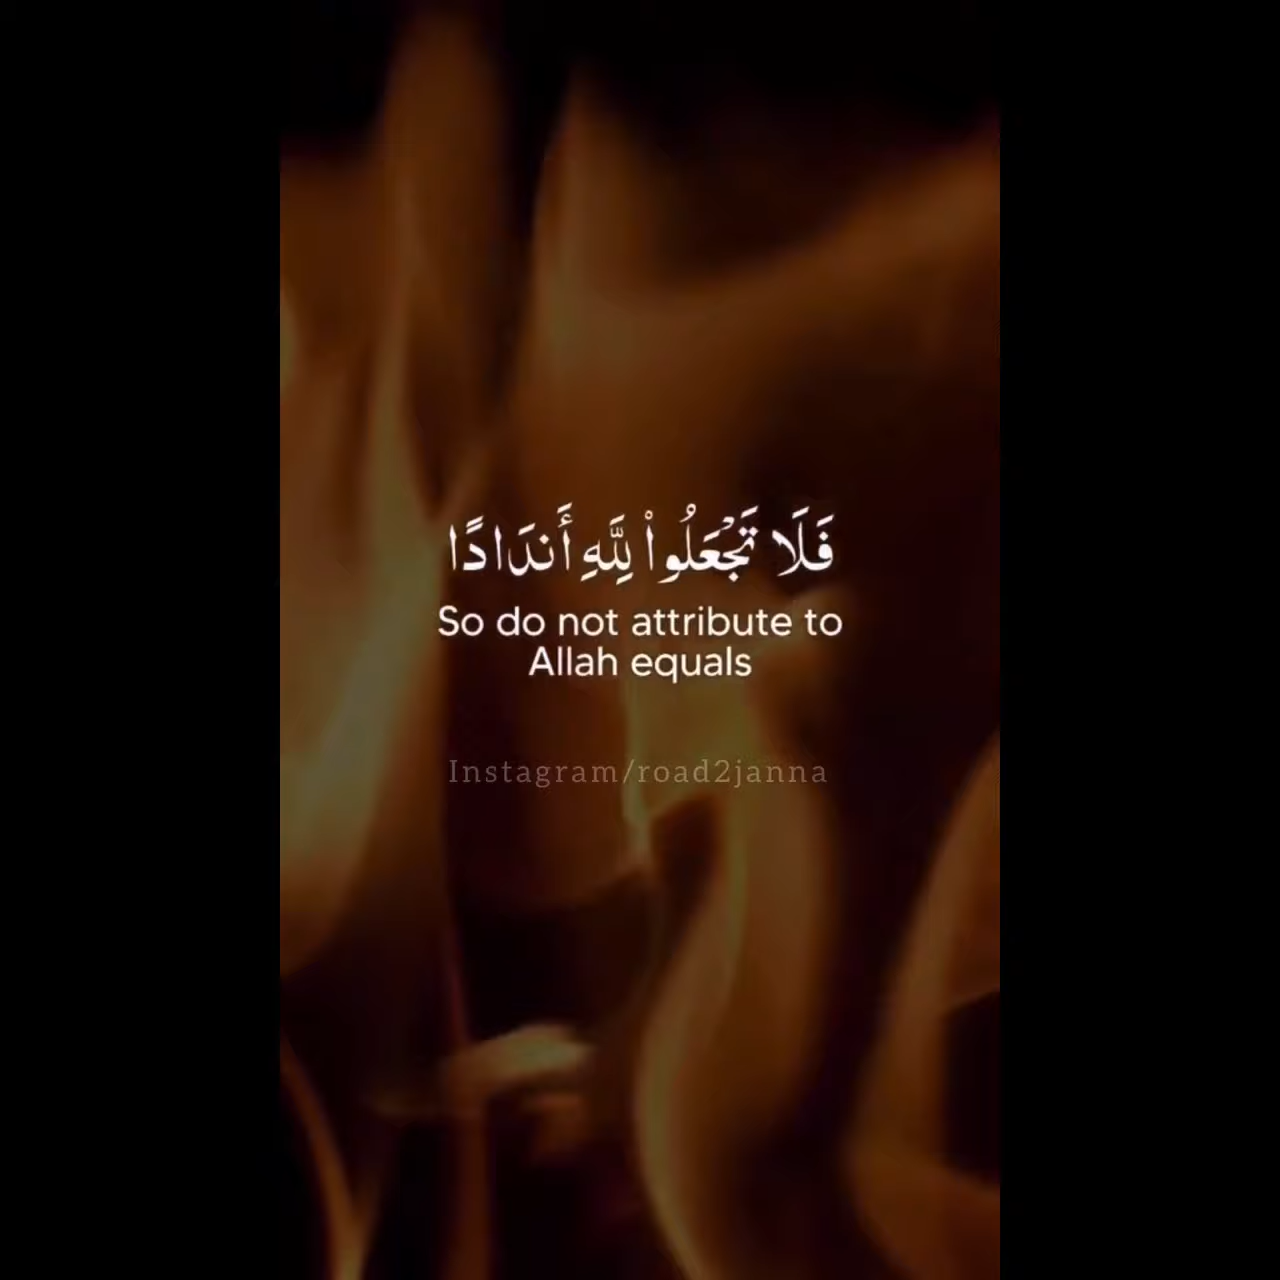 فَلَا تَجْعَلُوا۟ لِلَّهِ أَندَادًا
So do not attribute to
Allah equals
Instagram/road2janna